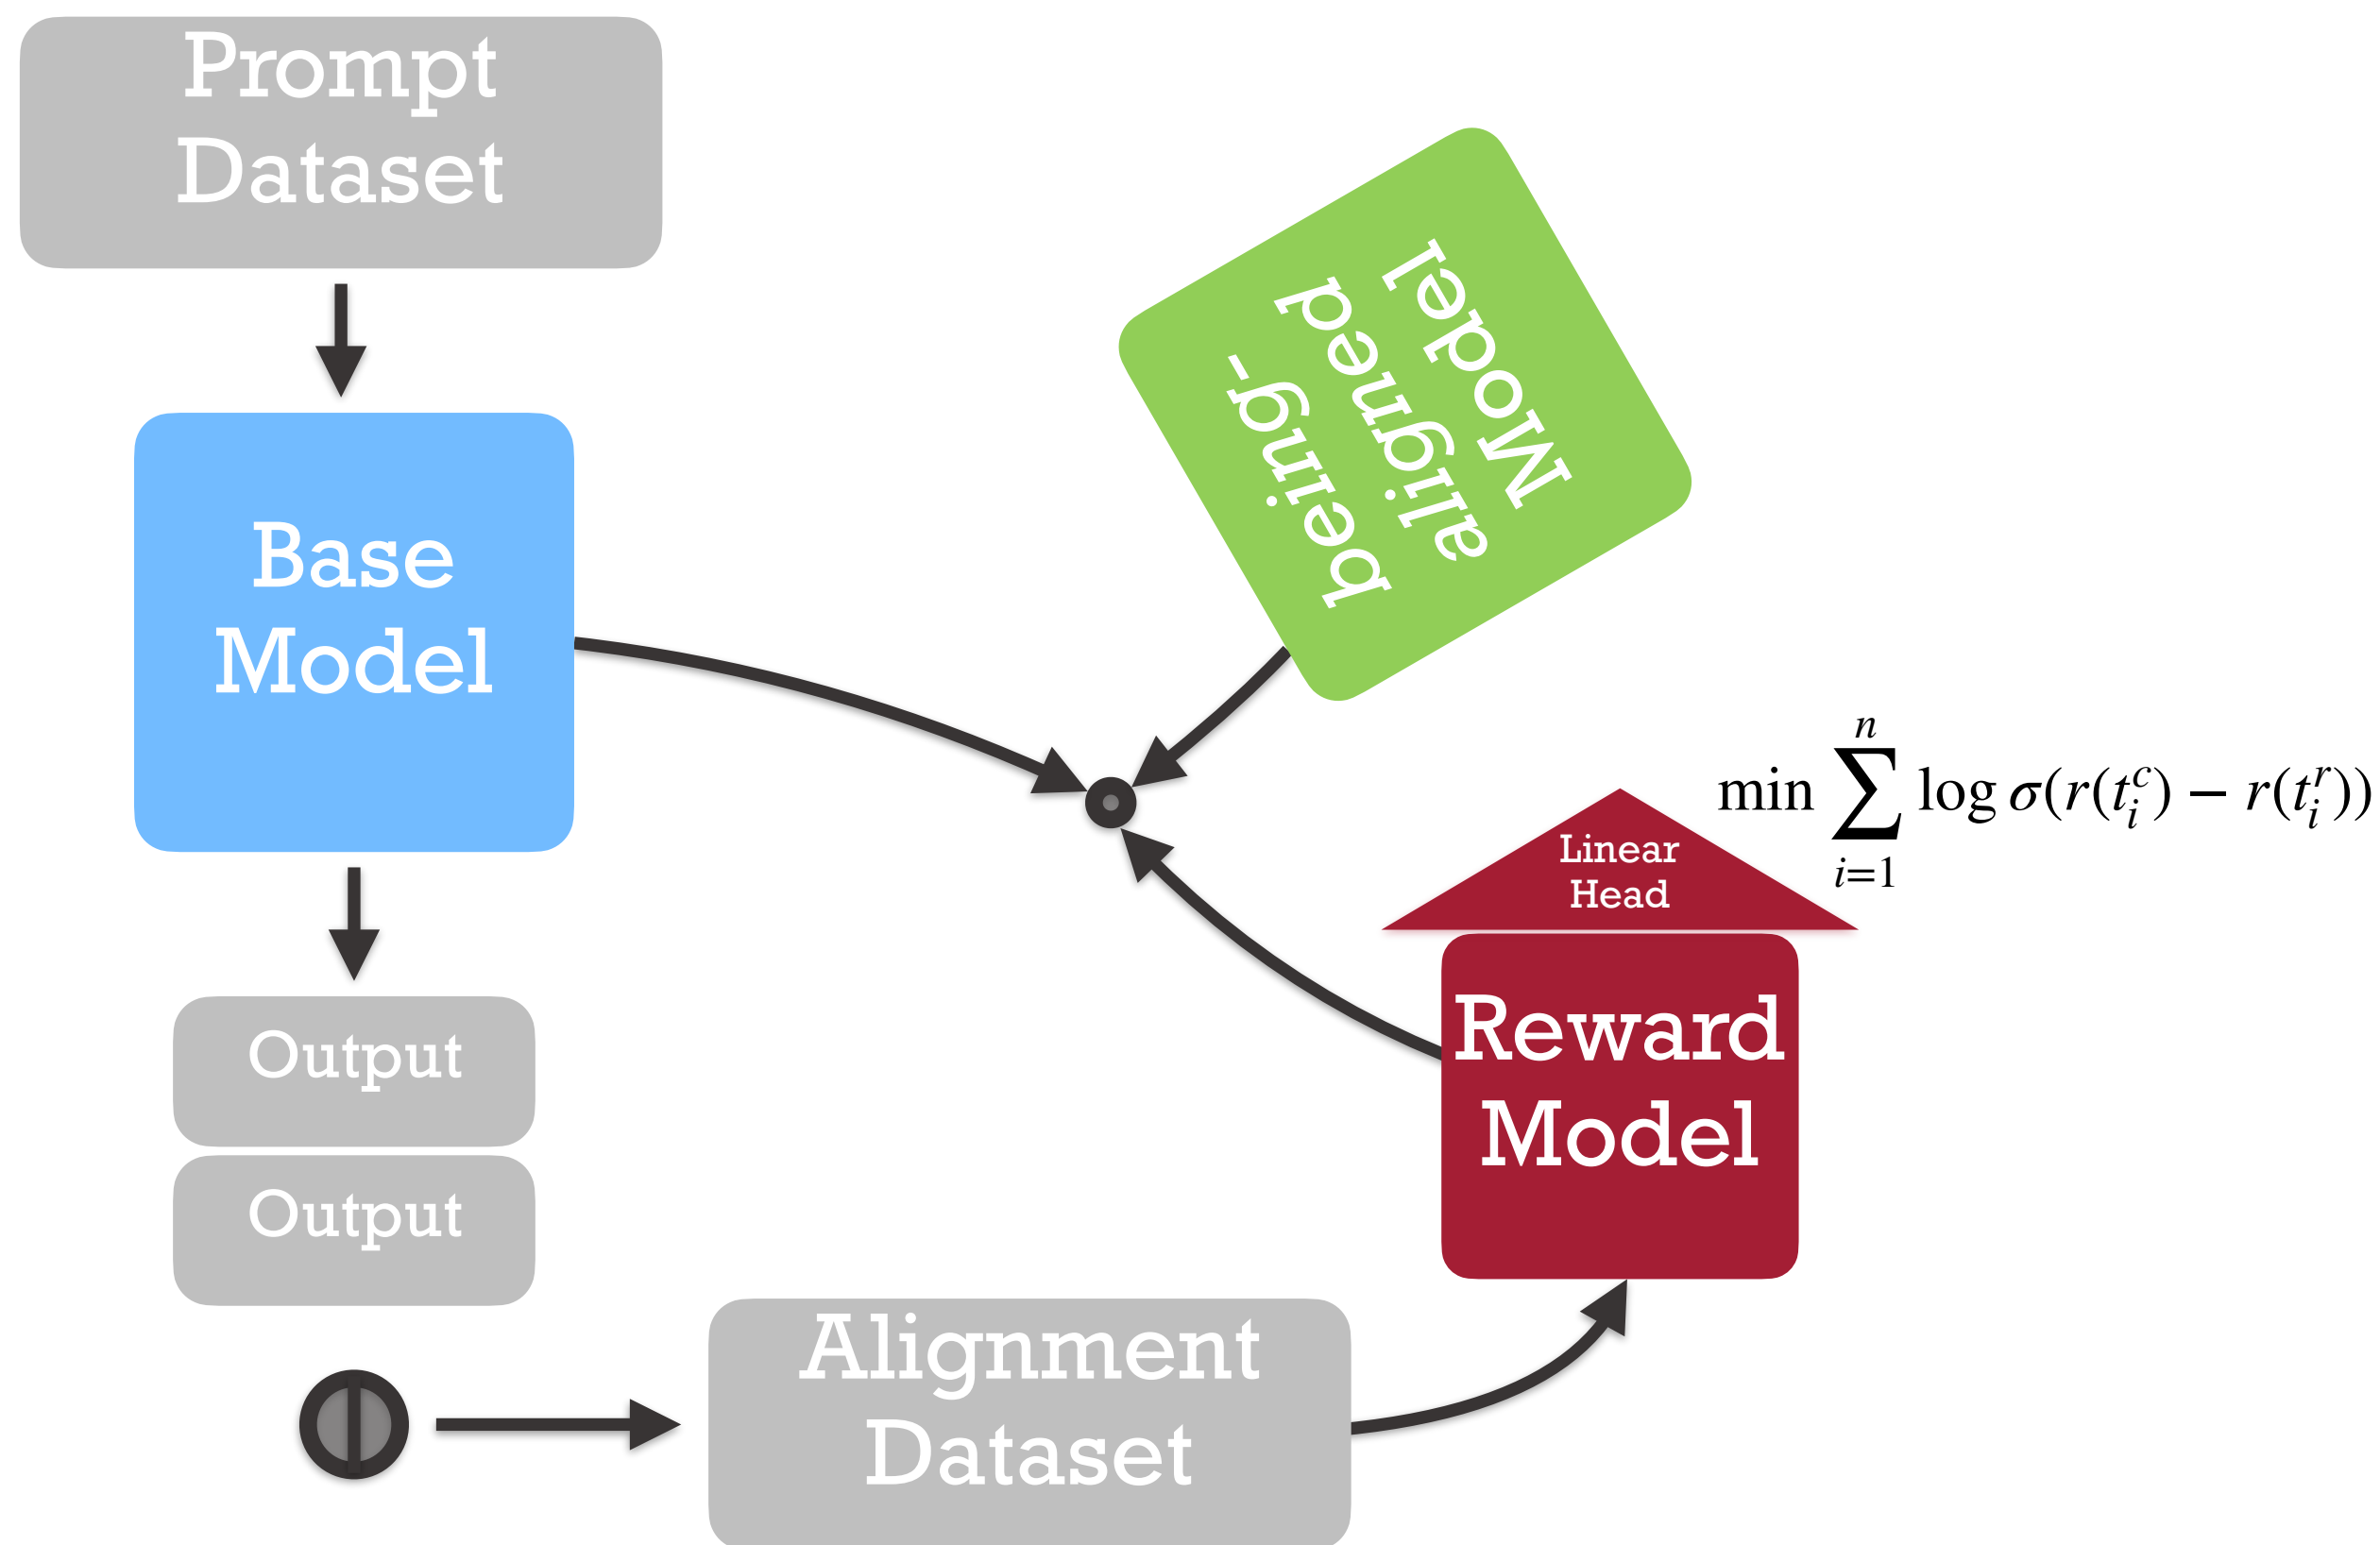 Prompt
Dataset
Base
Model
Output
Output
Alignment
Dataset
Model
aligned
being-
Linear
Head
Reward
Model
min ∑_{i=1}^{n} log σ(r(t_i^c) − r(t_i^r))